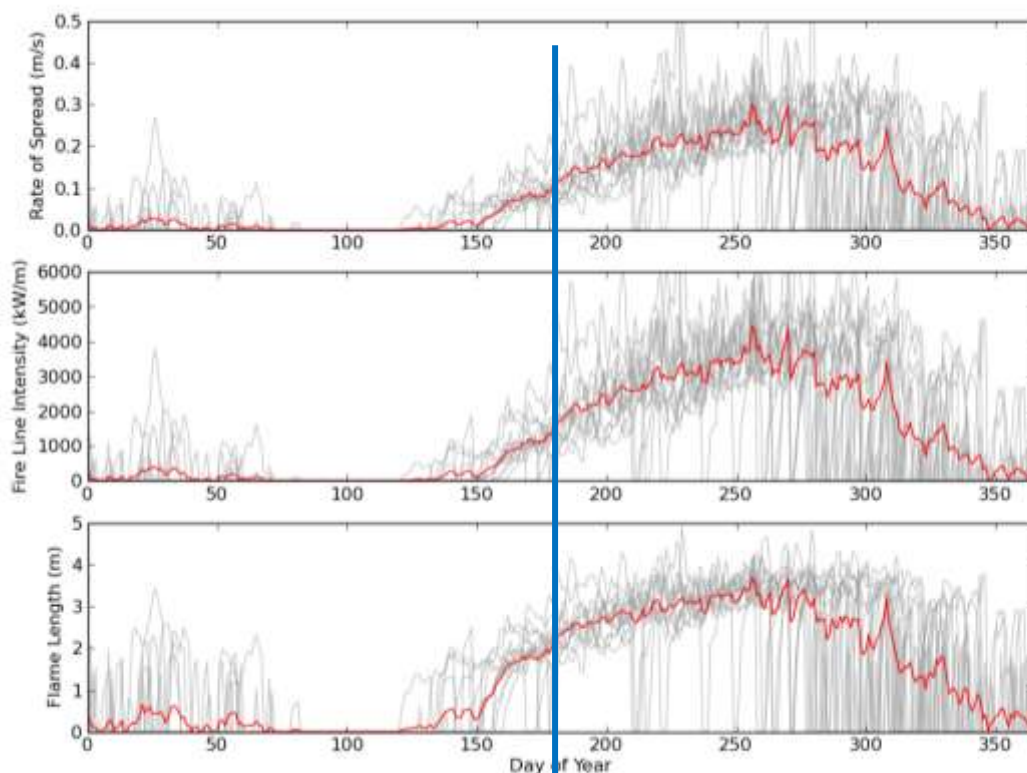 Rate of Spread (m/s)
0.5
0.4
0.3
0.2
0.1
0.0
0 50 100 150 200 250 300 350
Fire Line Intensity (kW/m)
6000
5000
4000
3000
2000
1000
0
0 50 100 150 200 250 300 350
Flame Length (m)
5
4
3
2
1
0
0 50 100 150 200 250 300 350
Day of Year